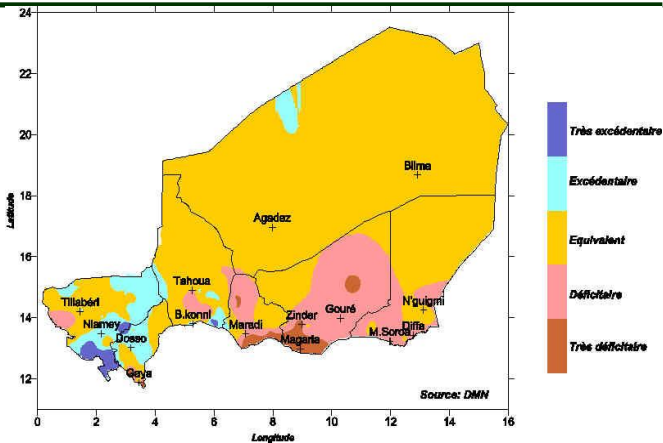 24
22
20
18
16
14
12
Latitude
0 2 4 6 8 10 12 14 16
Longitude
Bilma
Agadez
Tahoua
Tillabéri
B.konni
Niamey
Dosso
Gaya
Maradi
Zinder
Gouré
Magaria
N'guigmi
M.Soroa
Diffa
Source: DMN
Très excédentaire
Excédentaire
Equivalent
Déficitaire
Très déficitaire